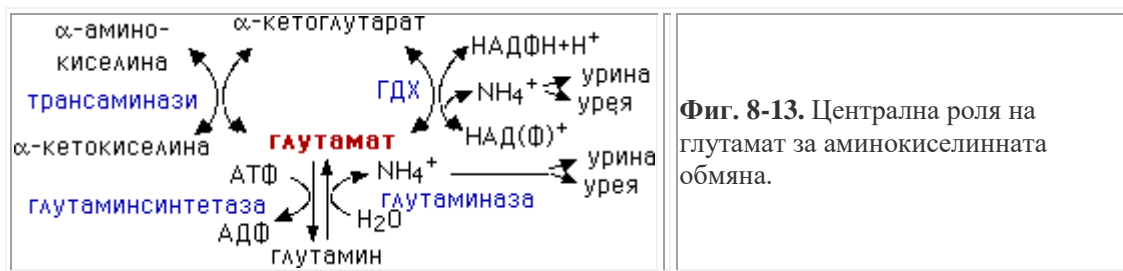 α-амино-
киселина
α-кетоглутарат
НАДФН+Н⁺
трансаминази
ГДХ
NH₄⁺
урина
урея
α-кетокиселина
глутамат
НАД(Ф)⁺
АТФ
NH₄⁺
урина
урея
глутаминсинтетаза
глутаминаза
АДФ
H₂O
глутамин
Фиг. 8-13. Централна роля на
глутамат за аминокиселинната
обмяна.